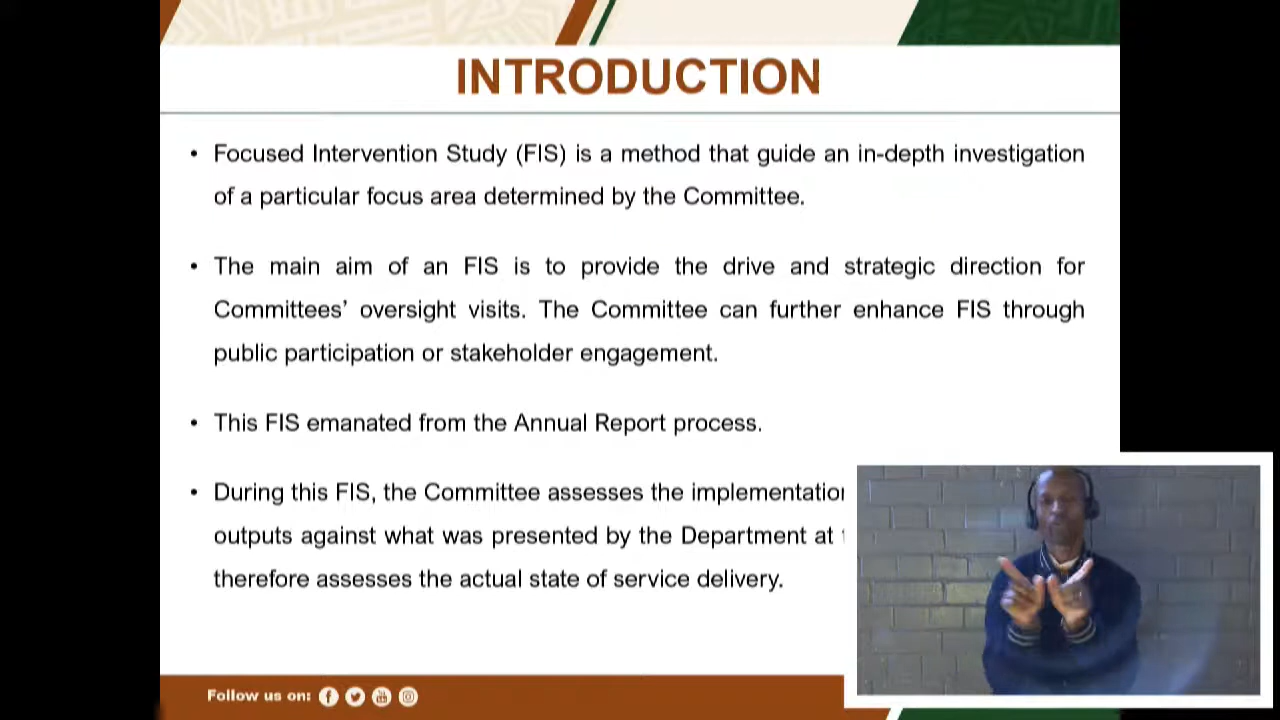 INTRODUCTION
• Focused Intervention Study (FIS) is a method that guide an in-depth investigation
of a particular focus area determined by the Committee.
• The main aim of an FIS is to provide the drive and strategic direction for
Committees’ oversight visits. The Committee can further enhance FIS through
public participation or stakeholder engagement.
• This FIS emanated from the Annual Report process.
• During this FIS, the Committee assesses the implementation
outputs against what was presented by the Department at
therefore assesses the actual state of service delivery.
Follow us on: